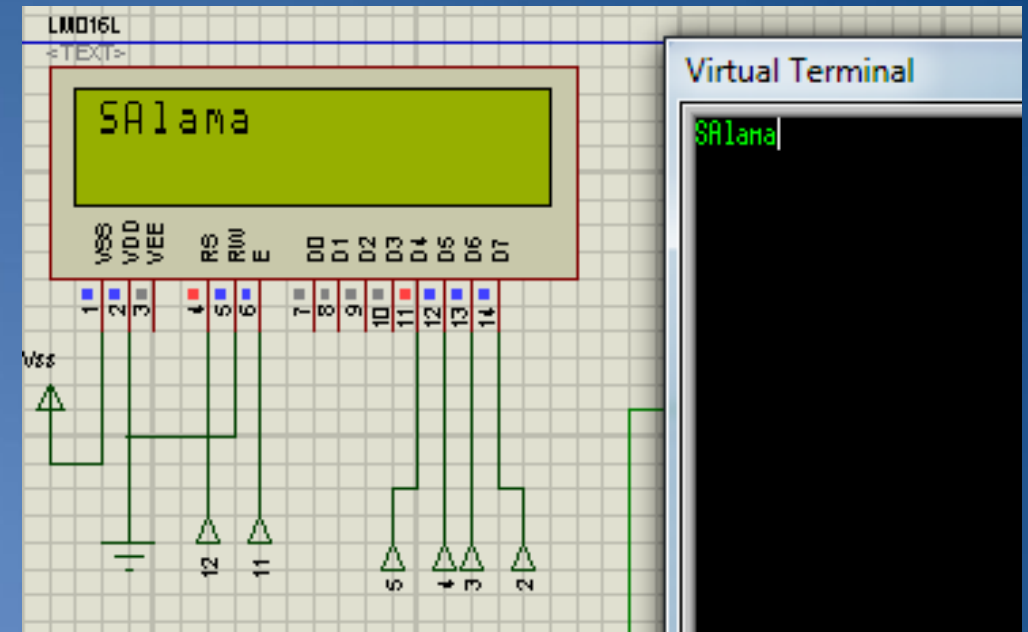 LM016L
<TEXT>
SAlama
VSS VDD VEE RS RW E D0 D1 D2 D3 D4 D5 D6 D7
1 2 3 4 5 6 7 8 9 10 11 12 13 14
Vss
12 11
5 4 3 2
Virtual Terminal
SAlama